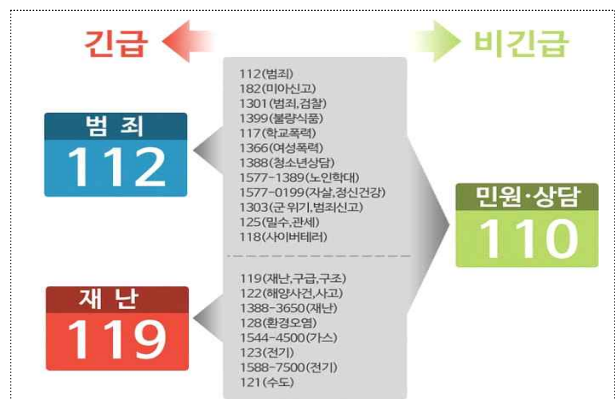 긴급
비긴급
범 죄
112
재 난
119
112(범죄)
182(미아신고)
1301(범죄,검찰)
1399(불량식품)
117(학교폭력)
1366(여성폭력)
1388(청소년상담)
1577-1389(노인학대)
1577-0199(자살,정신건강)
1303(군 위기,범죄신고)
125(밀수,관세)
118(사이버테러)
119(재난,구급,구조)
122(해양사건,사고)
1388-3650(재난)
128(환경오염)
1544-4500(가스)
123(전기)
1588-7500(전기)
121(수도)
민원·상담
110